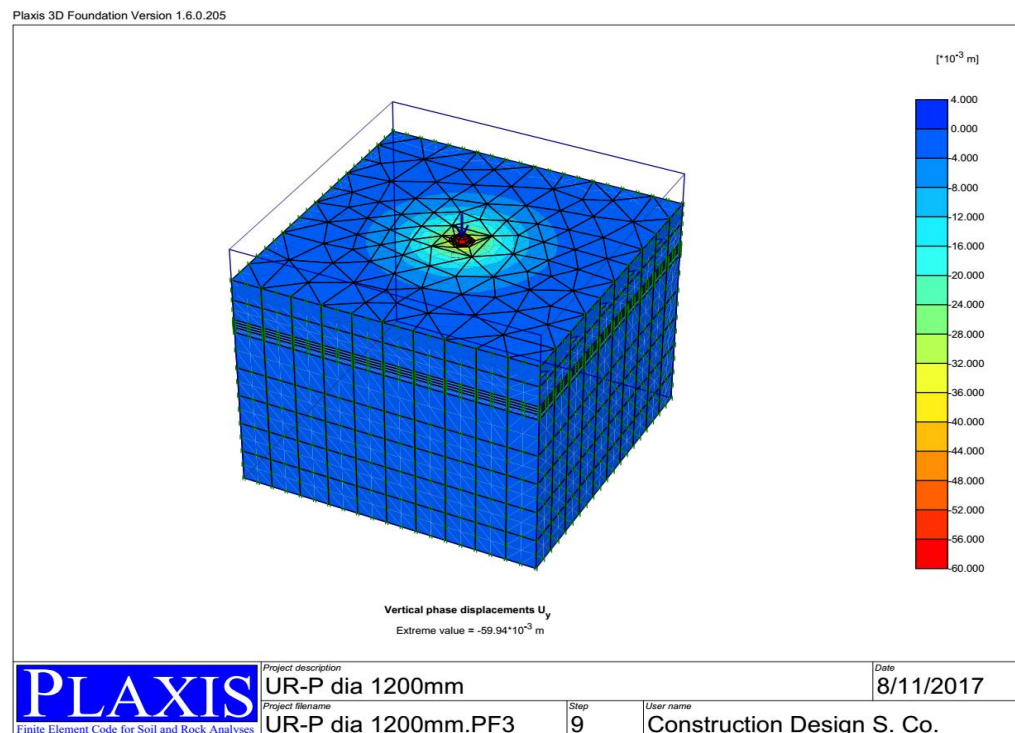 Plaxis 3D Foundation Version 1.6.0.205
[*10-3 m]
4.000
0.000
-4.000
-8.000
-12.000
-16.000
-20.000
-24.000
-28.000
-32.000
-36.000
-40.000
-44.000
-48.000
-52.000
-56.000
-60.000
Vertical phase displacements Uy
Extreme value = -59.94*10-3 m
PLAXIS
Finite Element Code for Soil and Rock Analyses
Project description
UR-P dia 1200mm
Date
8/11/2017
Project filename
UR-P dia 1200mm.PF3
Step
9
User name
Construction Design S. Co.